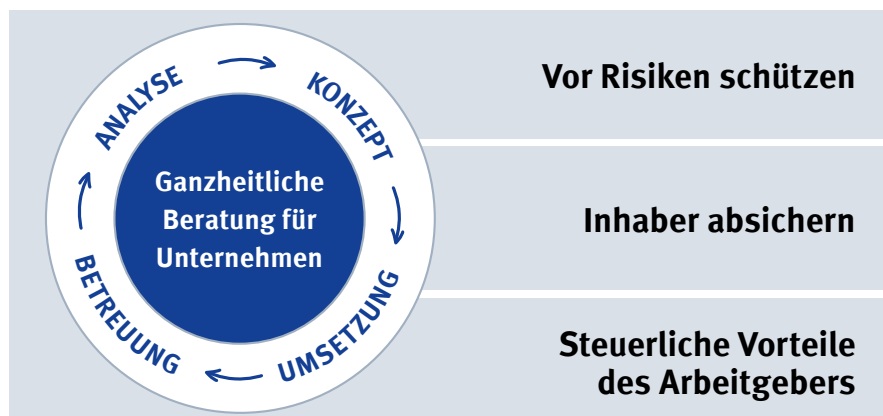 ANALYSE
KONZEPT
UMSETZUNG
BETREUUNG
Ganzheitliche
Beratung für
Unternehmen
Vor Risiken schützen
Inhaber absichern
Steuerliche Vorteile
des Arbeitgebers